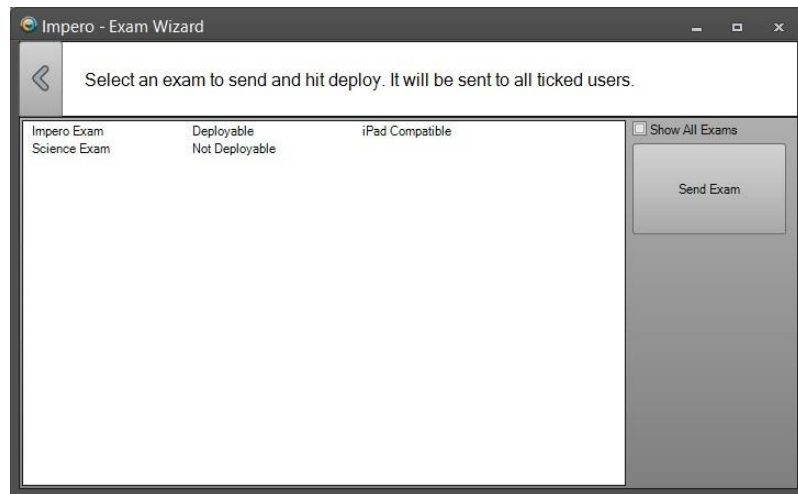 Impero - Exam Wizard
Select an exam to send and hit deploy. It will be sent to all ticked users.
Impero Exam Deployable iPad Compatible
Science Exam Not Deployable
Show All Exams
Send Exam